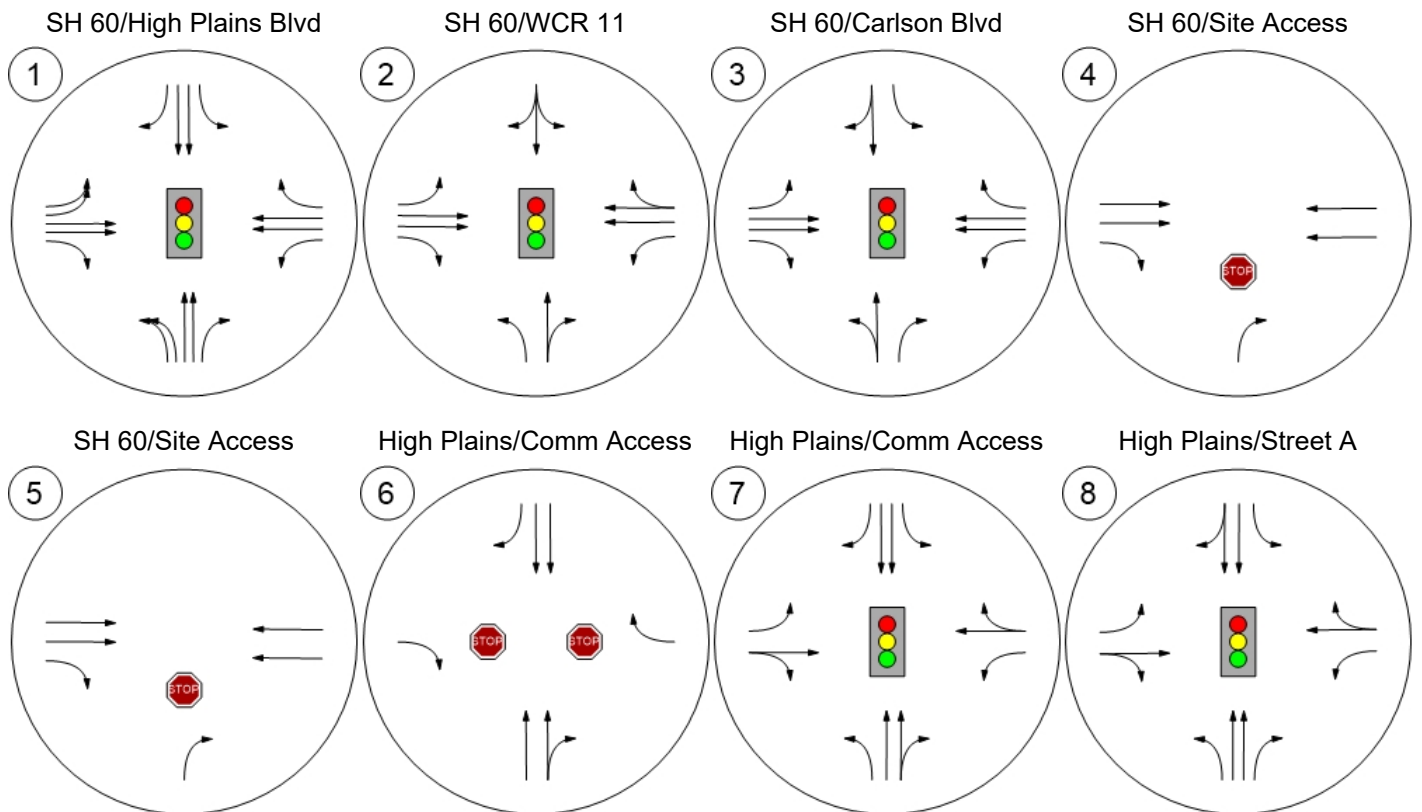 SH 60/High Plains Blvd
SH 60/WCR 11
SH 60/Carlson Blvd
SH 60/Site Access
1
2
3
4
STOP
SH 60/Site Access
High Plains/Comm Access
High Plains/Comm Access
High Plains/Street A
5
6
7
8
STOP
STOP
STOP